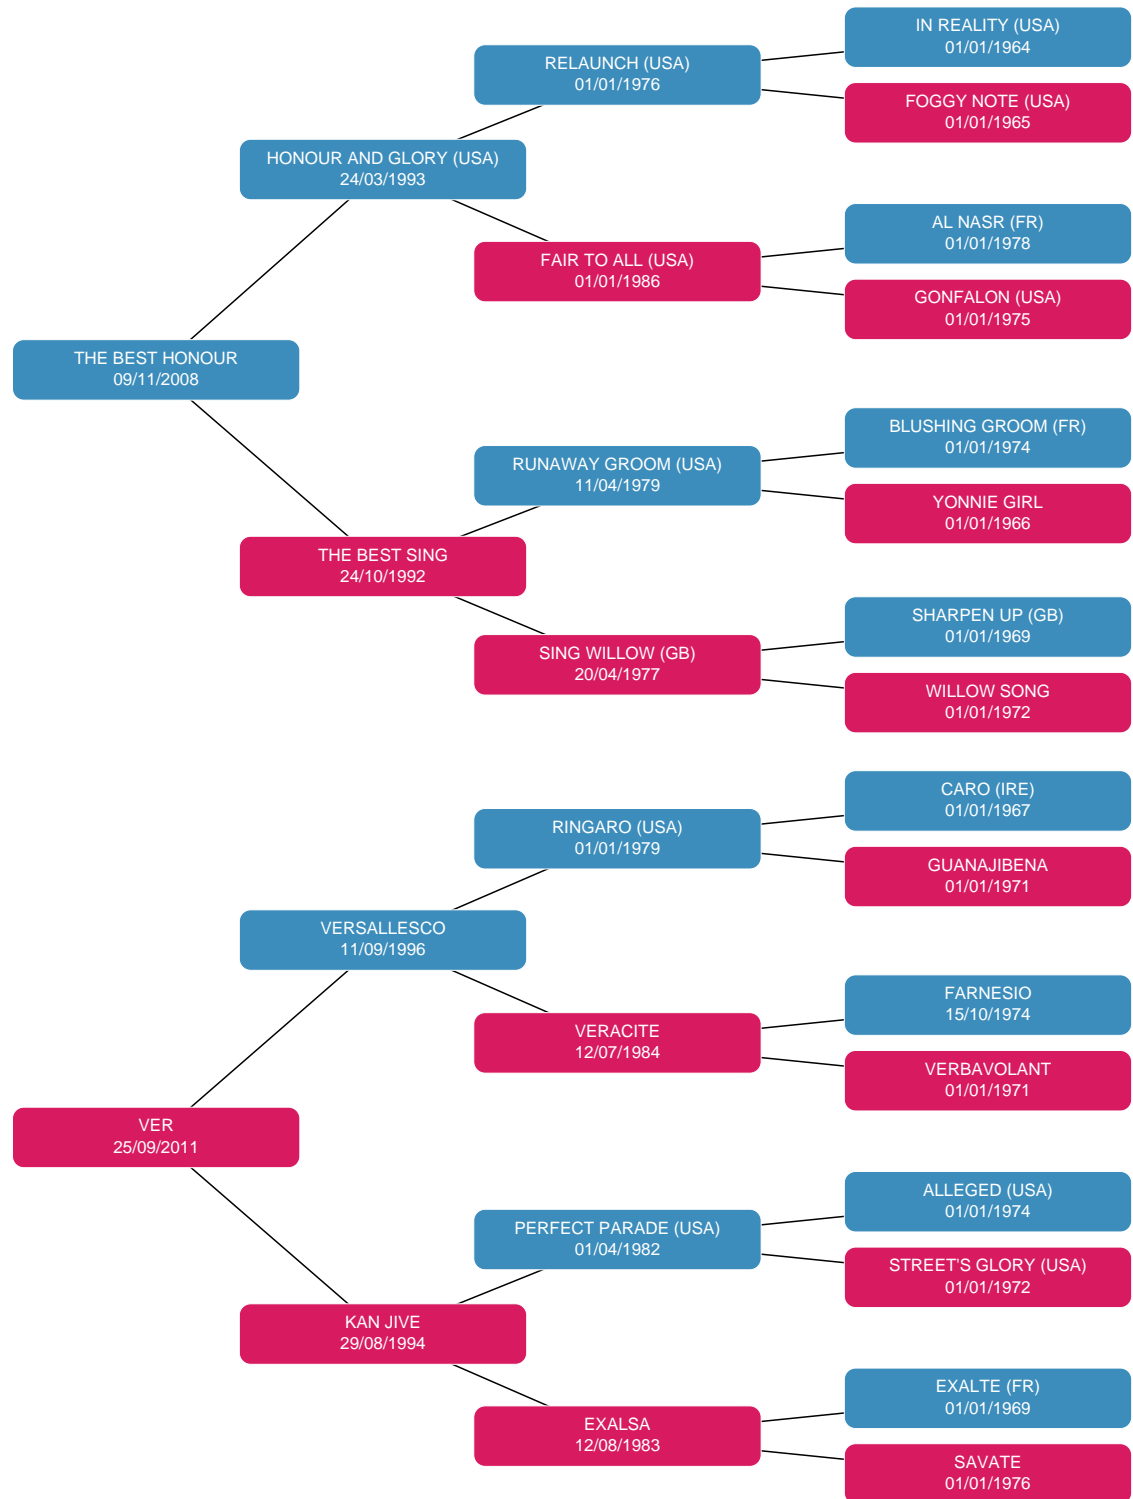 IN REALITY (USA)
01/01/1964
RELAUNCH (USA)
01/01/1976
FOGGY NOTE (USA)
01/01/1965
HONOUR AND GLORY (USA)
24/03/1993
AL NASR (FR)
01/01/1978
FAIR TO ALL (USA)
01/01/1986
GONFALON (USA)
01/01/1975
THE BEST HONOUR
09/11/2008
BLUSHING GROOM (FR)
01/01/1974
RUNAWAY GROOM (USA)
11/04/1979
YONNIE GIRL
01/01/1966
THE BEST SING
24/10/1992
SHARPEN UP (GB)
01/01/1969
SING WILLOW (GB)
20/04/1977
WILLOW SONG
01/01/1972
CARO (IRE)
01/01/1967
RINGARO (USA)
01/01/1979
GUANAJIBENA
01/01/1971
VERSALLESCO
11/09/1996
FARNESIO
15/10/1974
VERACITE
12/07/1984
VERBAVOLANT
01/01/1971
VER
25/09/2011
ALLEGED (USA)
01/01/1974
PERFECT PARADE (USA)
01/04/1982
STREET'S GLORY (USA)
01/01/1972
KAN JIVE
29/08/1994
EXALTE (FR)
01/01/1969
EXALSA
12/08/1983
SAVATE
01/01/1976